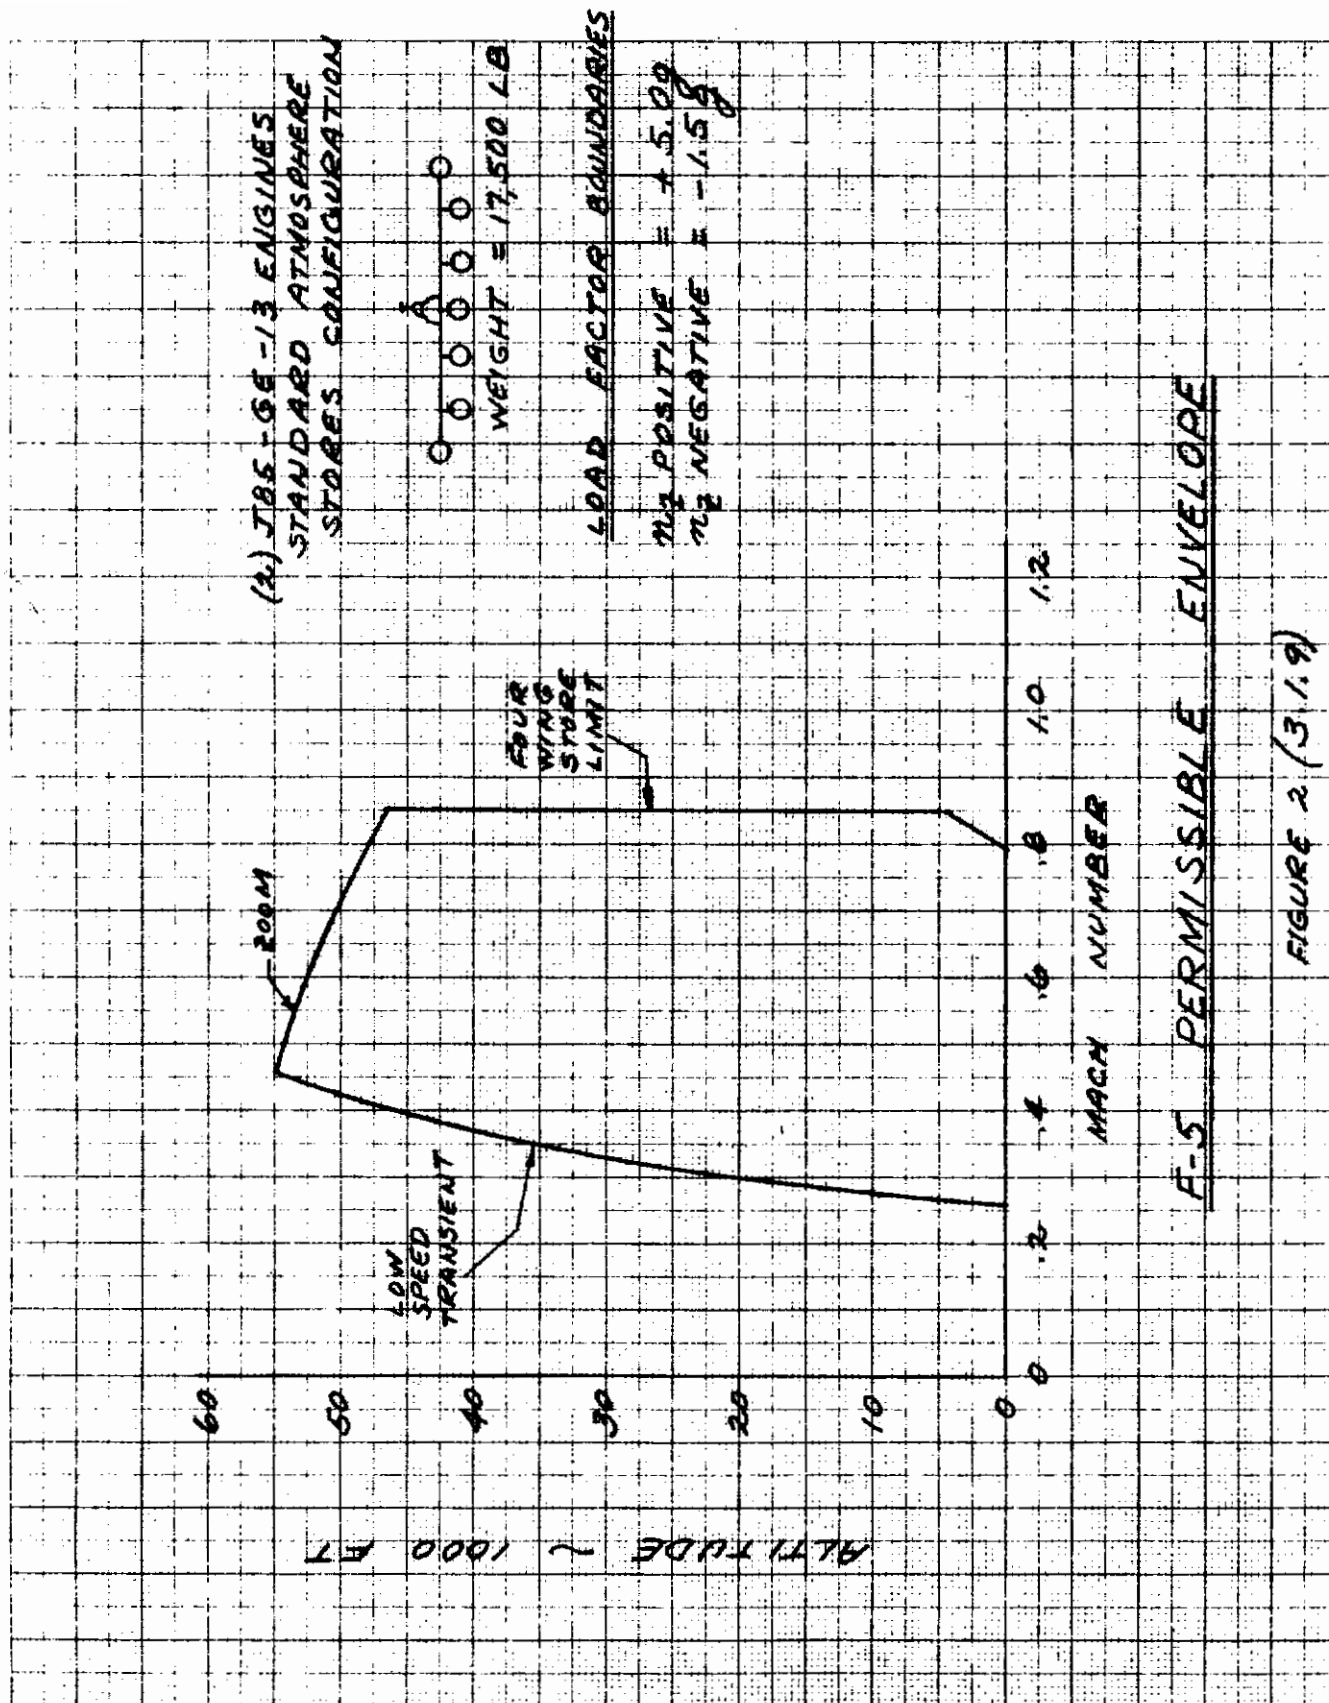 (2) J85-GE-13 ENGINES
STANDARD ATMOSPHERE
STORES CONFIGURATION
WEIGHT = 17,500 LB
LOAD FACTOR BOUNDARIES
nz POSITIVE = +5.0g
nz NEGATIVE = -1.5g
ZOOM
FOUR
WING
STORE
LIMIT
LOW
SPEED
TRANSIENT
60
50
40
30
20
10
0
ALTITUDE ~ 1000 FT
0 .2 .4 .6 .8 1.0 1.2
MACH NUMBER
F-5 PERMISSIBLE ENVELOPE
FIGURE 2 (3.1.9)